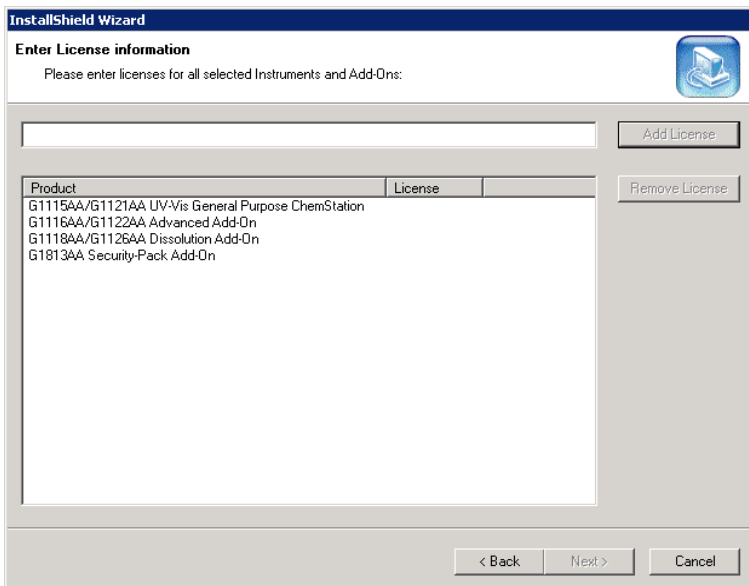 InstallShield Wizard
Enter License information
Please enter licenses for all selected Instruments and Add-Ons:
Add License
Product License
Remove License
G1115AA/G1121AA UV-Vis General Purpose ChemStation
G1116AA/G1122AA Advanced Add-On
G1118AA/G1126AA Dissolution Add-On
G1813AA Security-Pack Add-On
< Back Next > Cancel